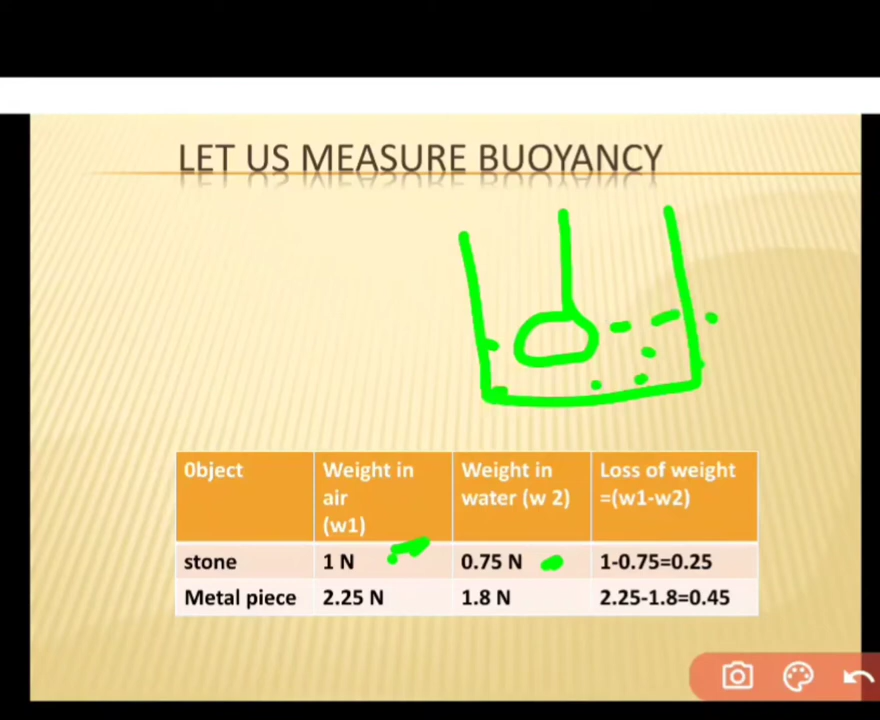 LET US MEASURE BUOYANCY
0bject
Weight in
air
(w1)
Weight in
water (w 2)
Loss of weight
=(w1-w2)
stone
1 N
0.75 N
1-0.75=0.25
Metal piece
2.25 N
1.8 N
2.25-1.8=0.45